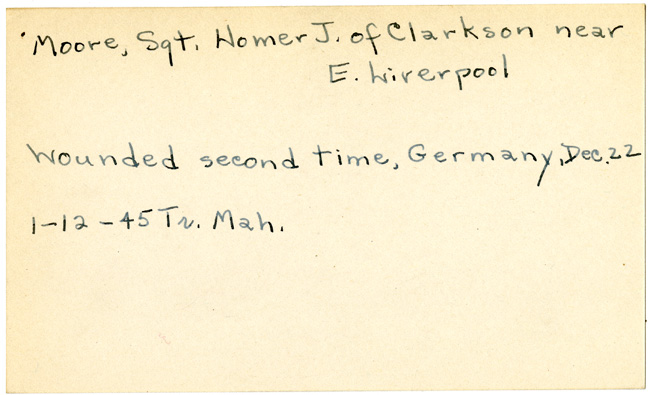 Moore, Sgt. Homer J. of Clarkson near
E. Liverpool
Wounded second time, Germany, Dec. 22
1-12-45 Tr. Mah.